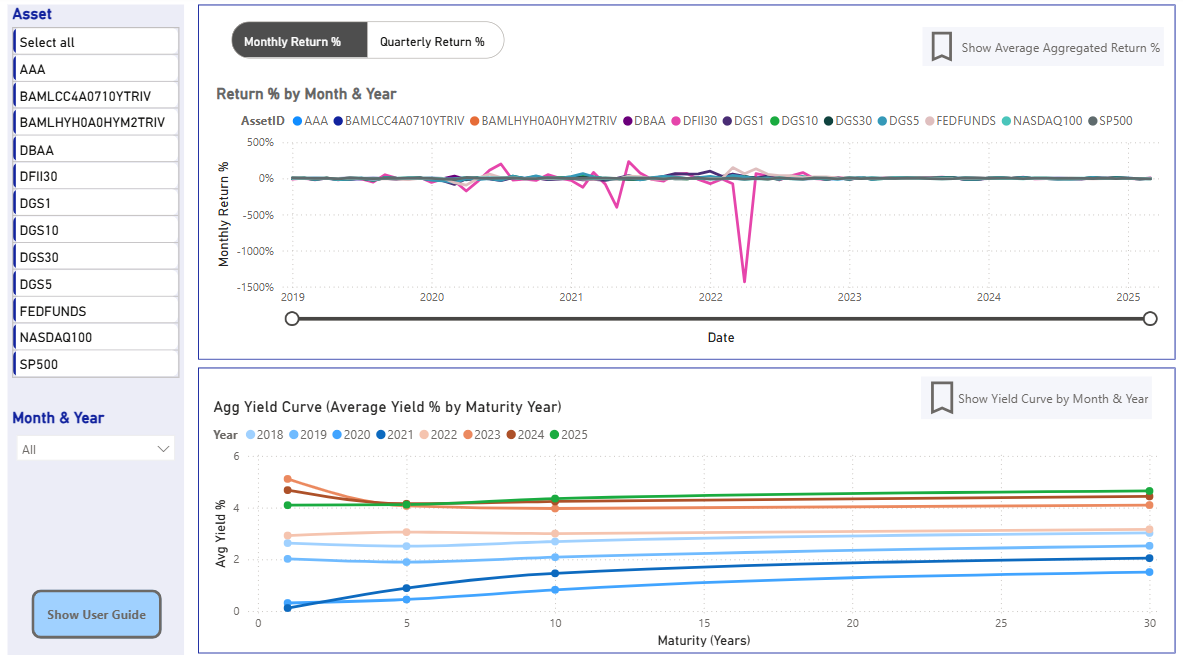 Asset
Select all
AAA
BAMLCC4A0710YTRIV
BAMLHYH0A0HYM2TRIV
DBAA
DFII30
DGS1
DGS10
DGS30
DGS5
FEDFUNDS
NASDAQ100
SP500
Month & Year
All
Show User Guide
Monthly Return %
Quarterly Return %
Show Average Aggregated Return %
Return % by Month & Year
AssetID AAA BAMLCC4A0710YTRIV BAMLHYH0A0HYM2TRIV DBAA DFII30 DGS1 DGS10 DGS30 DGS5 FEDFUNDS NASDAQ100 SP500
Monthly Return %
500%
0%
-500%
-1000%
-1500%
2019 2020 2021 2022 2023 2024 2025
Date
Agg Yield Curve (Average Yield % by Maturity Year)
Show Yield Curve by Month & Year
Year 2018 2019 2020 2021 2022 2023 2024 2025
Avg Yield %
6
4
2
0
0 5 10 15 20 25 30
Maturity (Years)